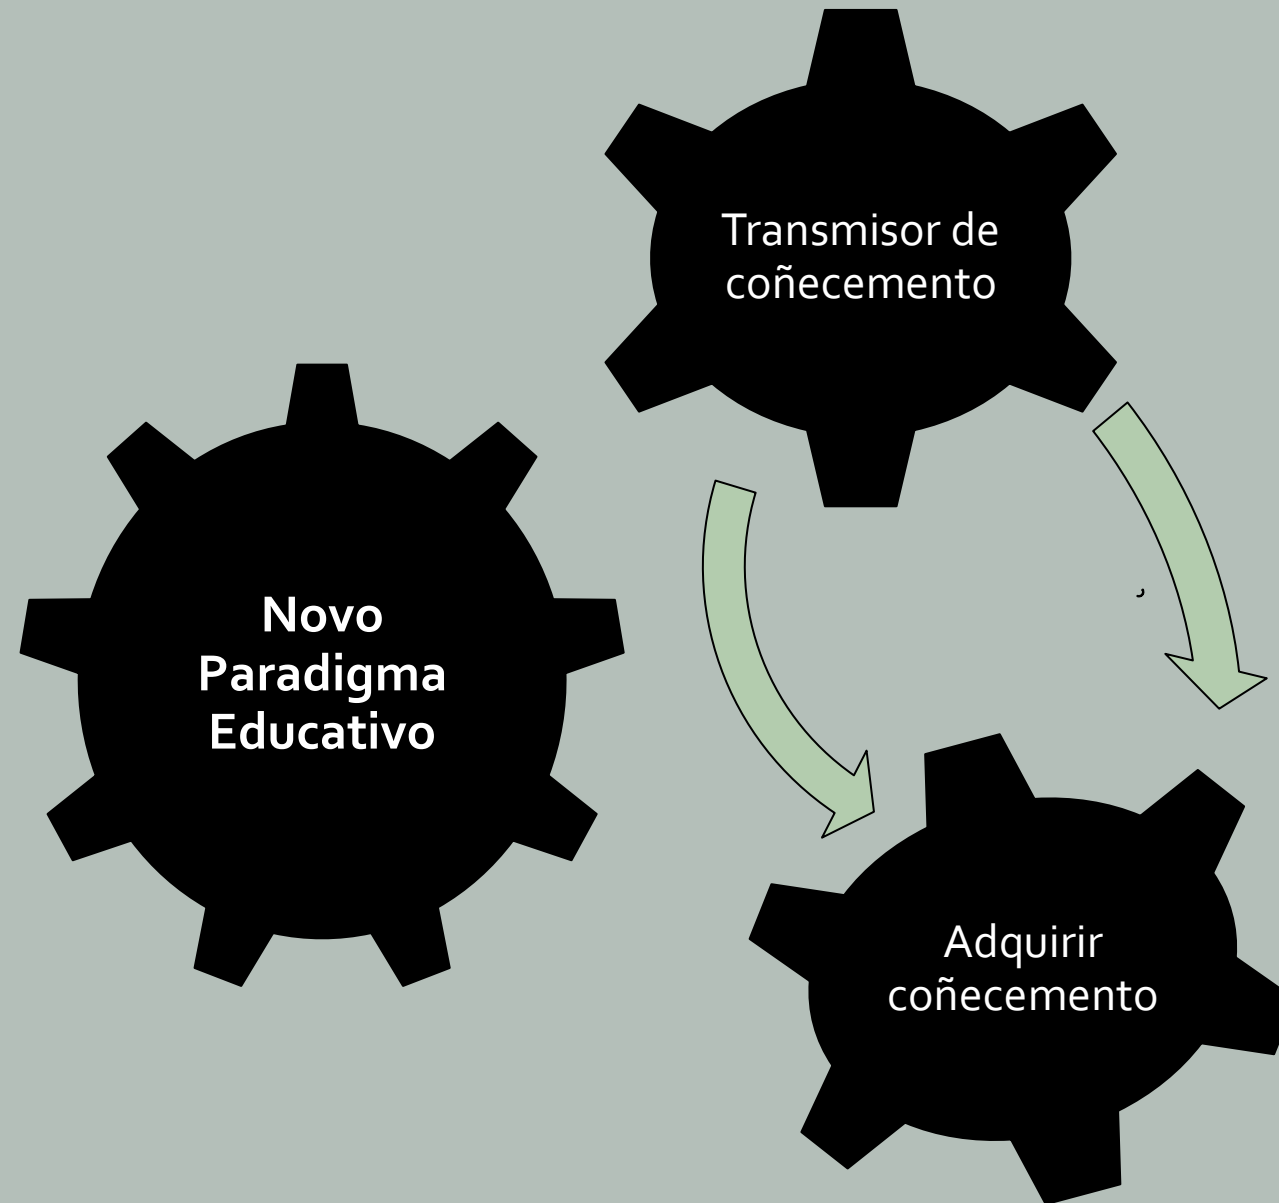 Transmisor de
coñecemento
Novo
Paradigma
Educativo
Adquirir
coñecemento